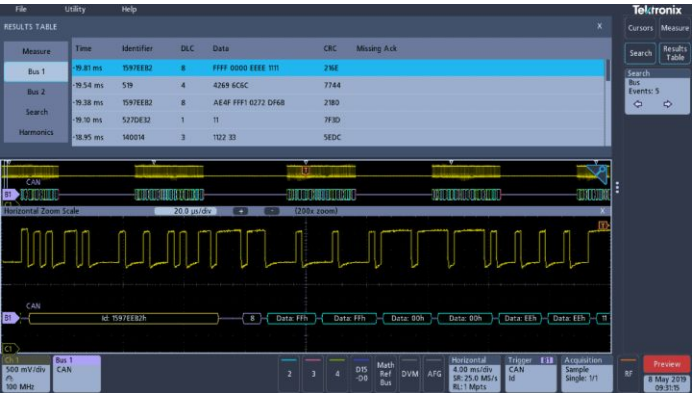 File Utility Help
Tektronix
RESULTS TABLE X
Cursors Measure
Measure
Bus 1
Bus 2
Search
Harmonics
Time Identifier DLC Data CRC Missing Ack
-19.81 ms 1597EEB2 8 FFFF 0000 EEEE 1111 216E
-19.54 ms 519 4 4269 6C6C 7744
-19.38 ms 1597EEB2 8 AE4F FFF1 0272 DF6B 2180
-19.10 ms 527DE32 1 11 7F3D
-18.95 ms 140014 3 1122 33 5EDC
Search Results Table
Search
Bus
Events: 5
CAN
B1
Horizontal Zoom Scale 20.0 µs/div + - (200x zoom) X
CAN
B1 Id: 1597EEB2h 8 Data: FFh Data: FFh Data: 00h Data: 00h Data: EEh Data: EEh 11
C1
Ch 1
500 mV/div
100 MHz
Bus 1
CAN
2 3 4
D15
-D0
Math
Ref
Bus
DVM AFG
Horizontal
4.00 ms/div
SR: 25.0 MS/s
RL: 1 Mpts
Trigger B1
CAN
Id
Acquisition
Sample
Single: 1/1
RF
Preview
8 May 2019
09:31:15